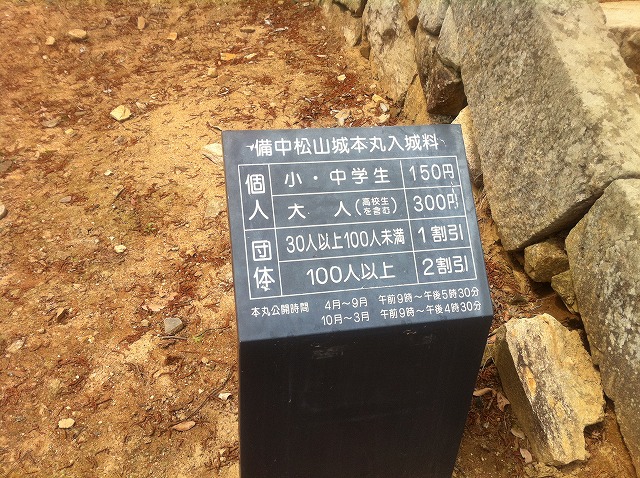 備中松山城本丸入城料
個人 小・中学生 150円
大人(高校生を含む) 300円
団体 30人以上100人未満 1割引
100人以上 2割引
本丸公開時間 4月～9月 午前9時～午後5時30分
10月～3月 午前9時～午後4時30分